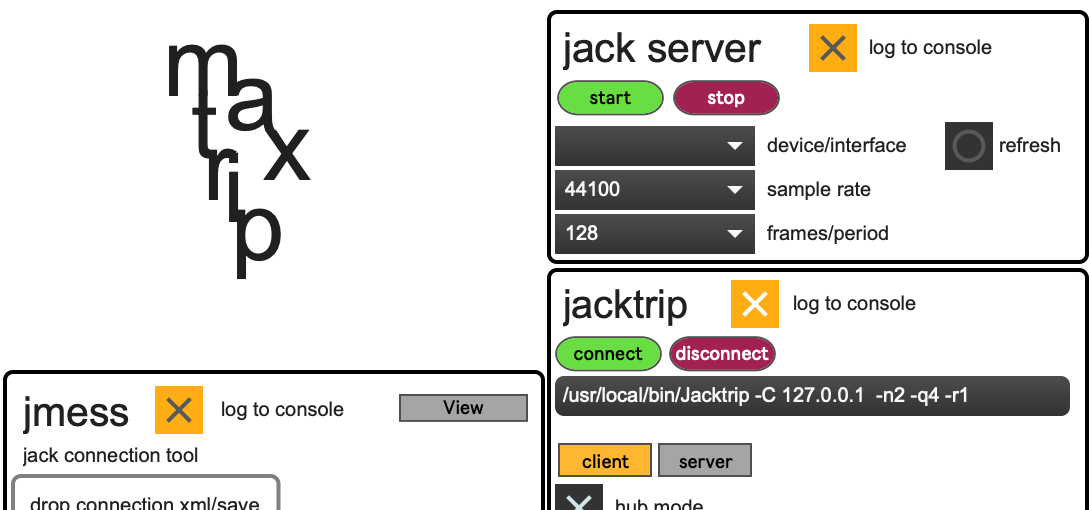 max
trip
jack server
log to console
start
stop
device/interface
refresh
44100
sample rate
128
frames/period
jacktrip
log to console
connect
disconnect
/usr/local/bin/Jacktrip -C 127.0.0.1 -n2 -q4 -r1
client
server
hub mode
jmess
log to console
View
jack connection tool
drop connection xml/save